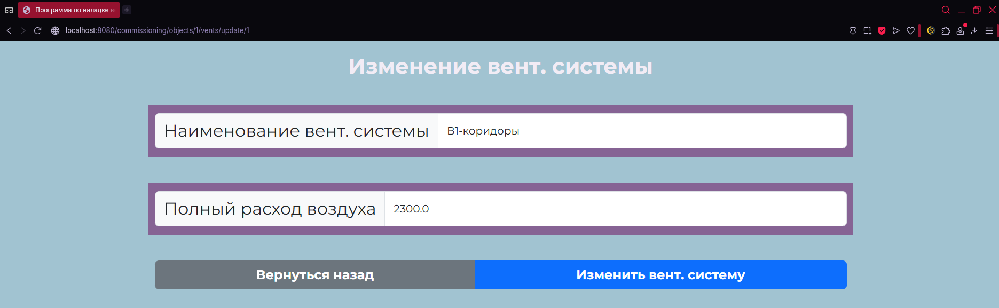 Программа по наладке в
localhost:8080/commissioning/objects/1/vents/update/1
Изменение вент. системы
Наименование вент. системы В1-коридоры
Полный расход воздуха 2300.0
Вернуться назад Изменить вент. систему